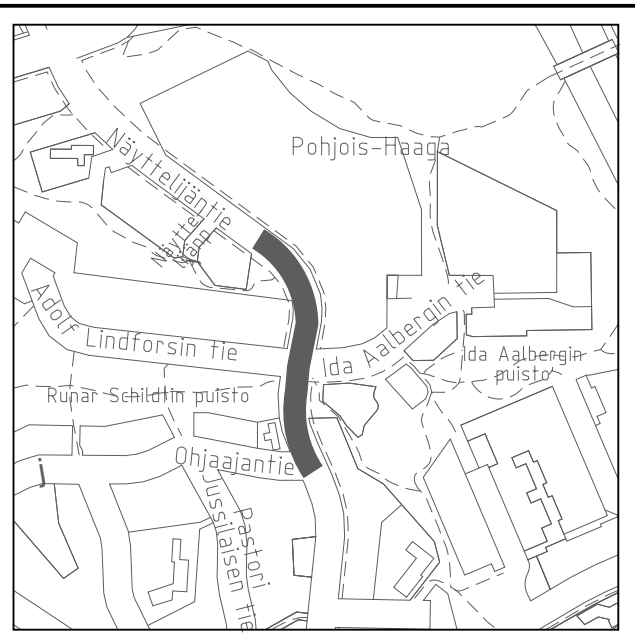 Pohjois-Haaga
Näyttelijäntie
Adolf Lindforsin tie
Ida Aalbergin tie
Ida Aalbergin
puisto
Runar Schildtin puisto
Ohjaajantie
j
Pastori
Jussilaisen tie